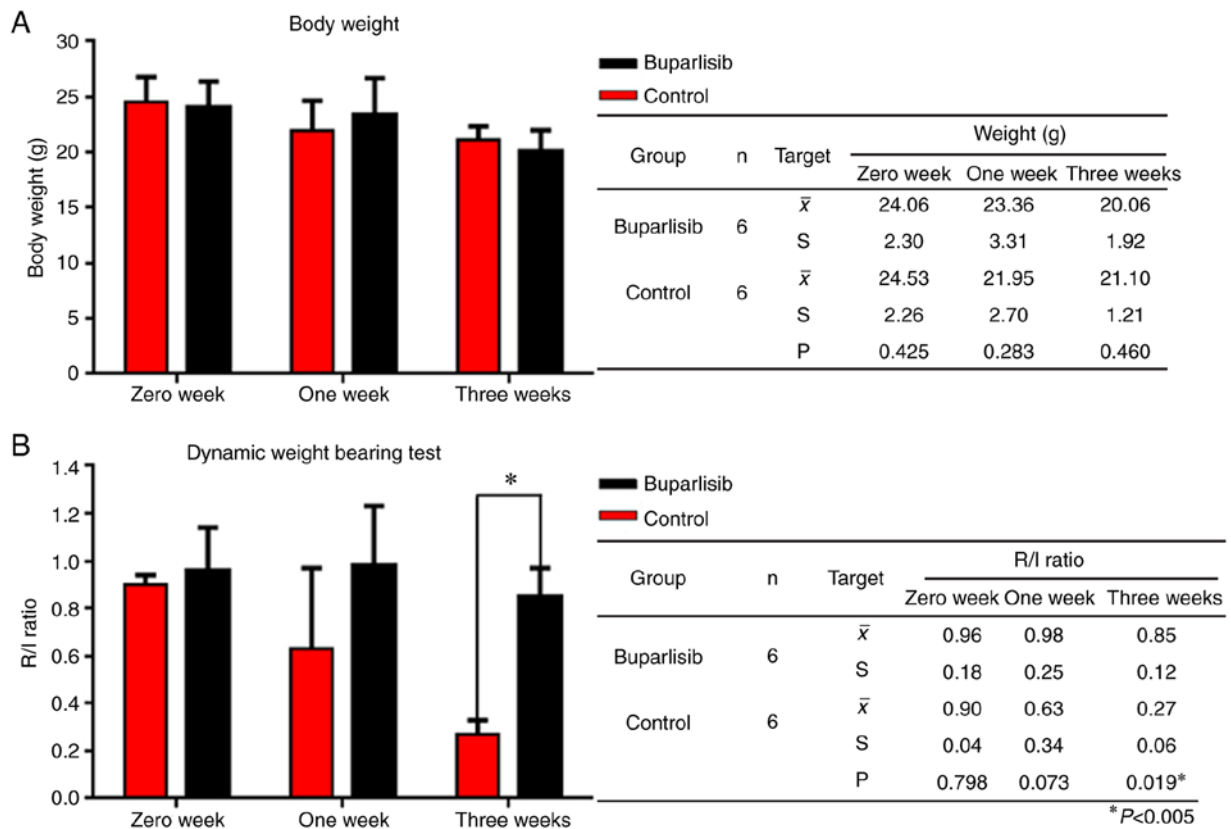 A
Body weight
Body weight (g)
30
25
20
15
10
5
0
Zero week One week Three weeks
Buparlisib
Control
Group n Target Weight (g)
Zero week One week Three weeks
Buparlisib 6 x̄ 24.06 23.36 20.06
S 2.30 3.31 1.92
Control 6 x̄ 24.53 21.95 21.10
S 2.26 2.70 1.21
P 0.425 0.283 0.460
B
Dynamic weight bearing test
R/I ratio
1.4
1.2
1.0
0.8
0.6
0.4
0.2
0.0
*
Zero week One week Three weeks
Buparlisib
Control
Group n Target R/I ratio
Zero week One week Three weeks
Buparlisib 6 x̄ 0.96 0.98 0.85
S 0.18 0.25 0.12
Control 6 x̄ 0.90 0.63 0.27
S 0.04 0.34 0.06
P 0.798 0.073 0.019*
*P<0.005